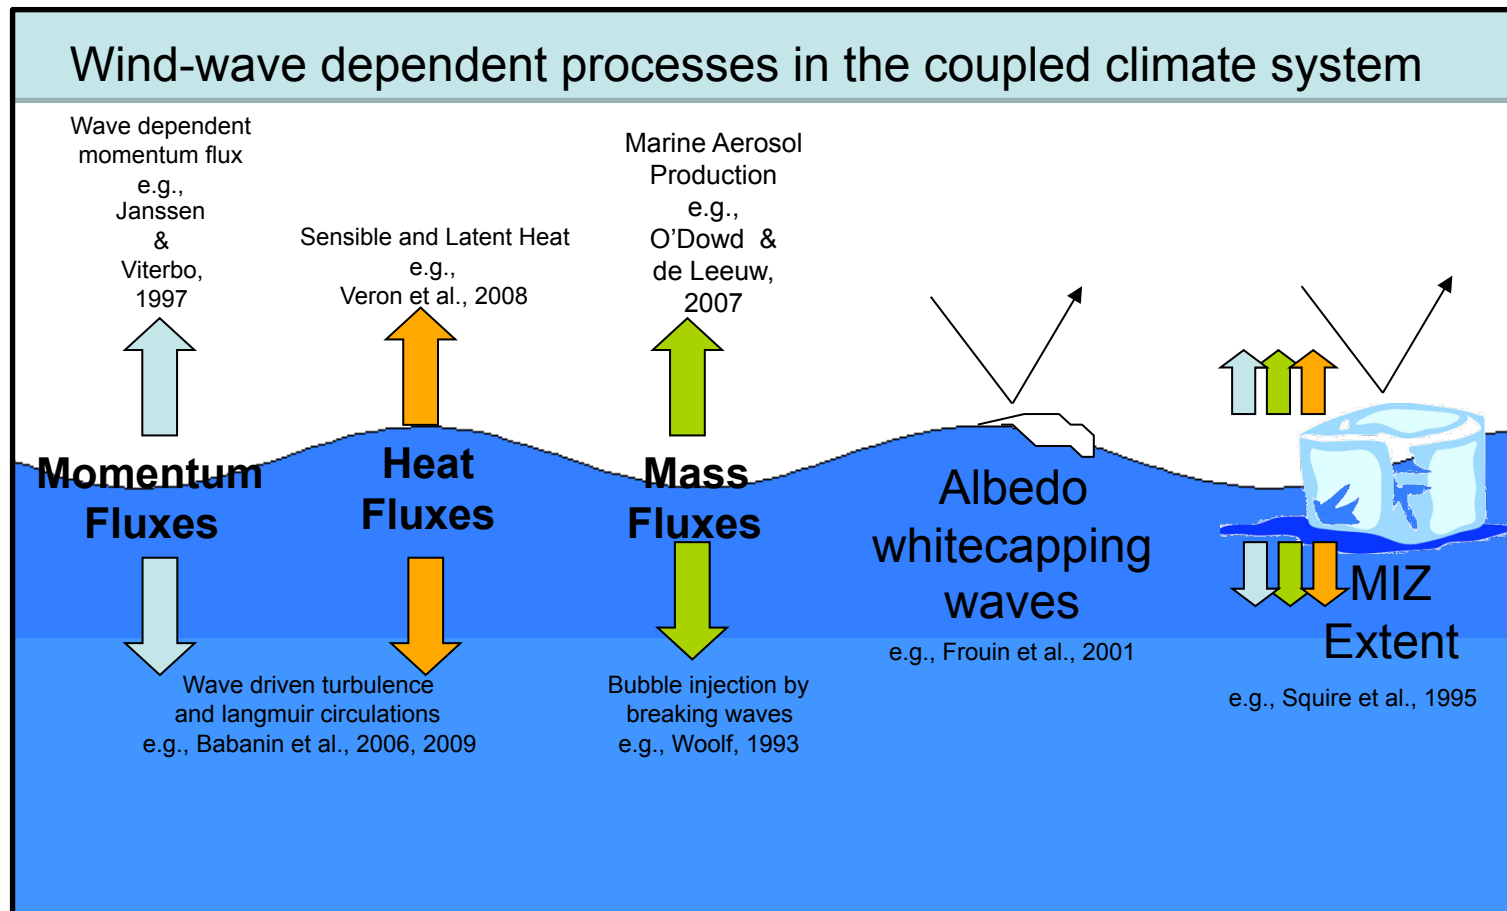 Wind-wave dependent processes in the coupled climate system
Wave dependent
momentum flux
e.g.,
Janssen
&
Viterbo,
1997
Sensible and Latent Heat
e.g.,
Veron et al., 2008
Marine Aerosol
Production
e.g.,
O'Dowd &
de Leeuw,
2007
Momentum
Fluxes
Heat
Fluxes
Mass
Fluxes
Albedo
whitecapping
waves
e.g., Frouin et al., 2001
MIZ
Extent
e.g., Squire et al., 1995
Wave driven turbulence
and langmuir circulations
e.g., Babanin et al., 2006, 2009
Bubble injection by
breaking waves
e.g., Woolf, 1993